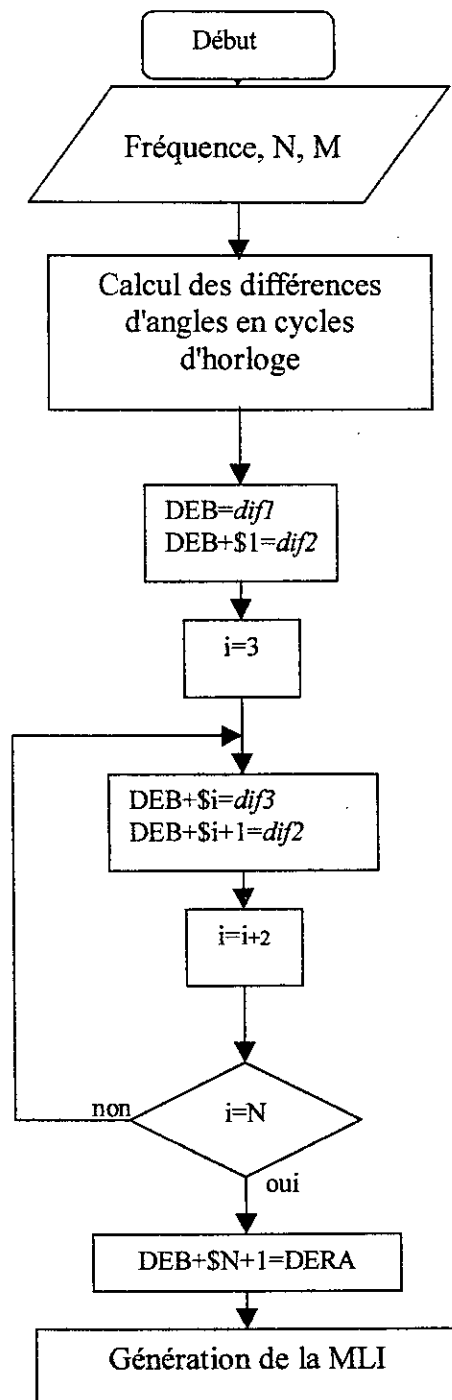 Début
Fréquence, N, M
Calcul des différences
d'angles en cycles
d'horloge
DEB=dif1
DEB+$1=dif2
i=3
DEB+$i=dif3
DEB+$i+1=dif2
i=i+2
non
i=N
oui
DEB+$N+1=DERA
Génération de la MLI